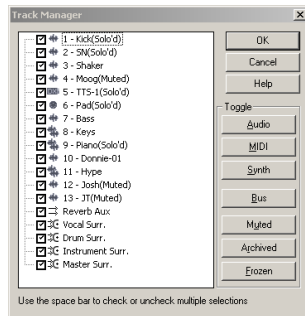 Track Manager
1 - Kick(Solo'd)
2 - SN(Solo'd)
3 - Shaker
4 - Moog(Muted)
5 - TTS-1(Solo'd)
6 - Pad(Solo'd)
7 - Bass
8 - Keys
9 - Piano(Solo'd)
10 - Donnie-01
11 - Hype
12 - Josh(Muted)
13 - JT(Muted)
Reverb Aux
Vocal Surr.
Drum Surr.
Instrument Surr.
Master Surr.
OK
Cancel
Help
Toggle
Audio
MIDI
Synth
Bus
Muted
Archived
Frozen
Use the space bar to check or uncheck multiple selections